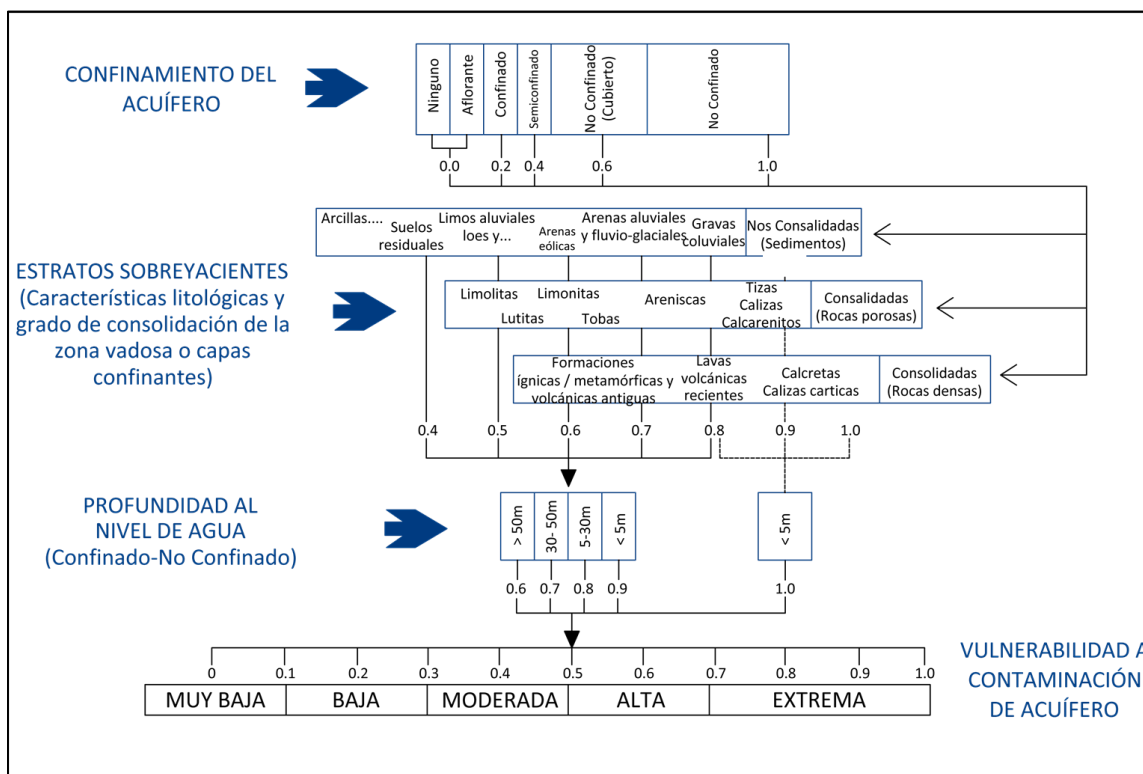 CONFINAMIENTO DEL
ACUÍFERO
Ninguno
Aflorante
Confinado
Semiconfinado
No Confinado
(Cubierto)
No Confinado
0.0
0.2
0.4
0.6
1.0
ESTRATOS SOBREYACIENTES
(Características litológicas y
grado de consolidación de la
zona vadosa o capas
confinantes)
Arcillas....
Suelos
residuales
Limos aluviales
loes y...
Arenas
eólicas
Arenas aluviales
y fluvio-glaciales
Gravas
coluviales
Nos Consalidadas
(Sedimentos)
Limolitas
Lutitas
Limonitas
Tobas
Areniscas
Tizas
Calizas
Calcarenitos
Consalidadas
(Rocas porosas)
Formaciones
ígnicas / metamórficas y
volcánicas antiguas
Lavas
volcánicas
recientes
Calcretas
Calizas carticas
Consolidadas
(Rocas densas)
0.4
0.5
0.6
0.7
0.8
0.9
1.0
PROFUNDIDAD AL
NIVEL DE AGUA
(Confinado-No Confinado)
> 50m
30- 50m
5-30m
< 5m
< 5m
0.6
0.7
0.8
0.9
1.0
0
0.1
0.2
0.3
0.4
0.5
0.6
0.7
0.8
0.9
1.0
MUY BAJA
BAJA
MODERADA
ALTA
EXTREMA
VULNERABILIDAD A
CONTAMINACIÓN
DE ACUÍFERO